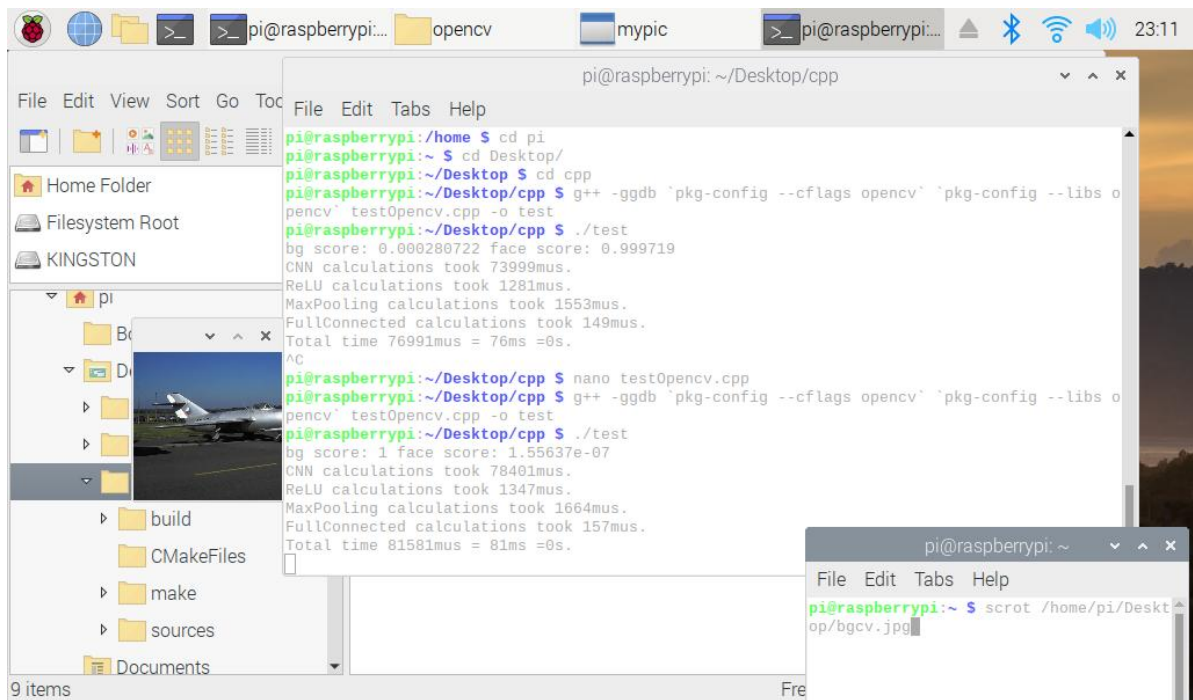 pi@raspberrypi:...
opencv
mypic
pi@raspberrypi:...
23:11
File Edit View Sort Go Too
Home Folder
Filesystem Root
KINGSTON
pi
build
CMakeFiles
make
sources
Documents
9 items
Fre
pi@raspberrypi: ~/Desktop/cpp
File Edit Tabs Help
pi@raspberrypi:/home $ cd pi
pi@raspberrypi:~ $ cd Desktop/
pi@raspberrypi:~/Desktop $ cd cpp
pi@raspberrypi:~/Desktop/cpp $ g++ -ggdb `pkg-config --cflags opencv` `pkg-config --libs o
pencv` testOpencv.cpp -o test
pi@raspberrypi:~/Desktop/cpp $ ./test
bg score: 0.000280722 face score: 0.999719
CNN calculations took 73999mus.
ReLU calculations took 1281mus.
MaxPooling calculations took 1553mus.
FullConnected calculations took 149mus.
Total time 76991mus = 76ms =0s.
^C
pi@raspberrypi:~/Desktop/cpp $ nano testOpencv.cpp
pi@raspberrypi:~/Desktop/cpp $ g++ -ggdb `pkg-config --cflags opencv` `pkg-config --libs o
pencv` testOpencv.cpp -o test
pi@raspberrypi:~/Desktop/cpp $ ./test
bg score: 1 face score: 1.55637e-07
CNN calculations took 78401mus.
ReLU calculations took 1347mus.
MaxPooling calculations took 1664mus.
FullConnected calculations took 157mus.
Total time 81581mus = 81ms =0s.
pi@raspberrypi: ~
File Edit Tabs Help
pi@raspberrypi:~ $ scrot /home/pi/Deskt
op/bgcv.jpg